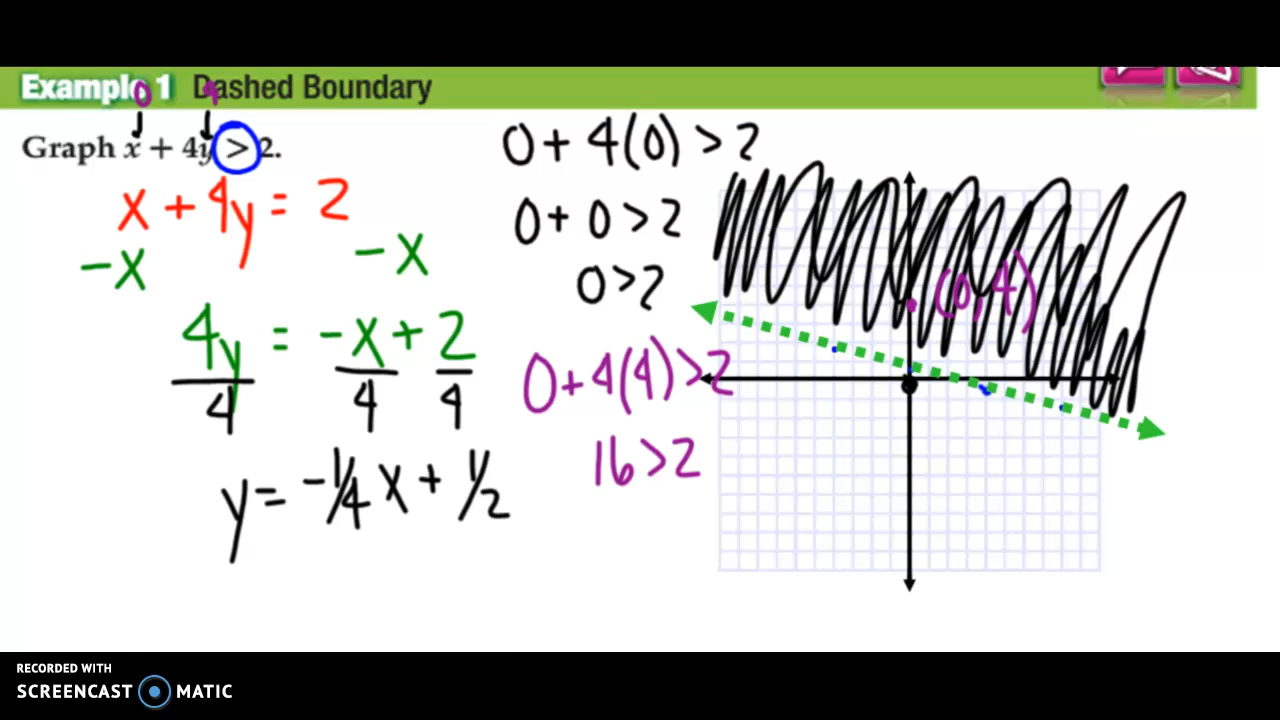 Example 1 Dashed Boundary
0 4
Graph x + 4y > 2.
x + 4y = 2
-x -x
4y = -x + 2
4 4 4
y = -1/4 x + 1/2
0 + 4(0) > 2
0 + 0 > 2
0 > 2
0 + 4(4) > 2
16 > 2
(0, 4)
RECORDED WITH
SCREENCAST MATIC